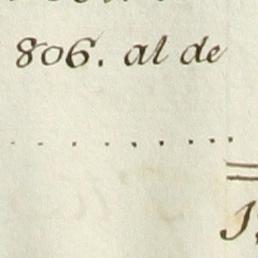 806. al de
. . . . . . . . .